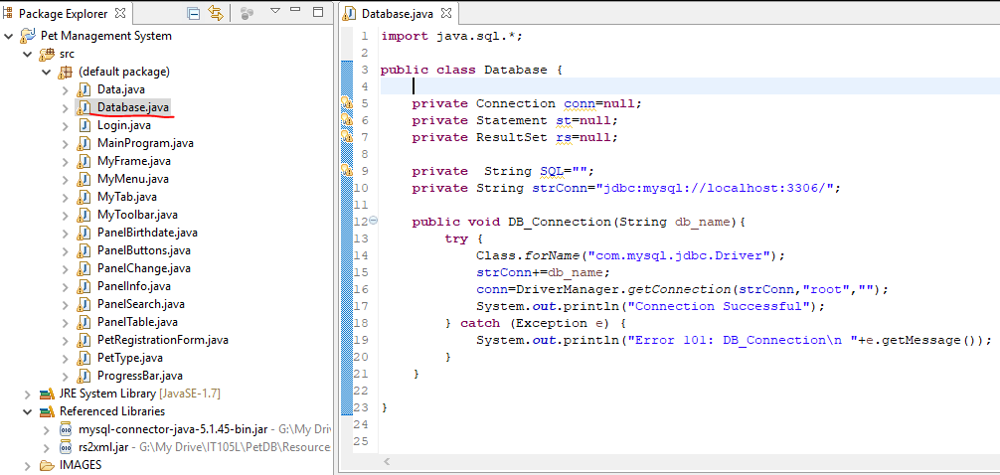 Package Explorer
Pet Management System
src
(default package)
Data.java
Database.java
Login.java
MainProgram.java
MyFrame.java
MyMenu.java
MyTab.java
MyToolbar.java
PanelBirthdate.java
PanelButtons.java
PanelChange.java
PanelInfo.java
PanelSearch.java
PanelTable.java
PetRegistrationForm.java
PetType.java
ProgressBar.java
JRE System Library [JavaSE-1.7]
Referenced Libraries
mysql-connector-java-5.1.45-bin.jar - G:\My Driv
rs2xml.jar - G:\My Drive\IT105L\PetDB\Resource
IMAGES
Database.java
1 import java.sql.*;
2
3 public class Database {
4
5     private Connection conn=null;
6     private Statement st=null;
7     private ResultSet rs=null;
8
9     private  String SQL="";
10     private String strConn="jdbc:mysql://localhost:3306/";
11
12     public void DB_Connection(String db_name){
13         try {
14             Class.forName("com.mysql.jdbc.Driver");
15             strConn+=db_name;
16             conn=DriverManager.getConnection(strConn,"root","");
17             System.out.println("Connection Successful");
18         } catch (Exception e) {
19             System.out.println("Error 101: DB_Connection\n "+e.getMessage());
20         }
21     }
22
23 }
24
25